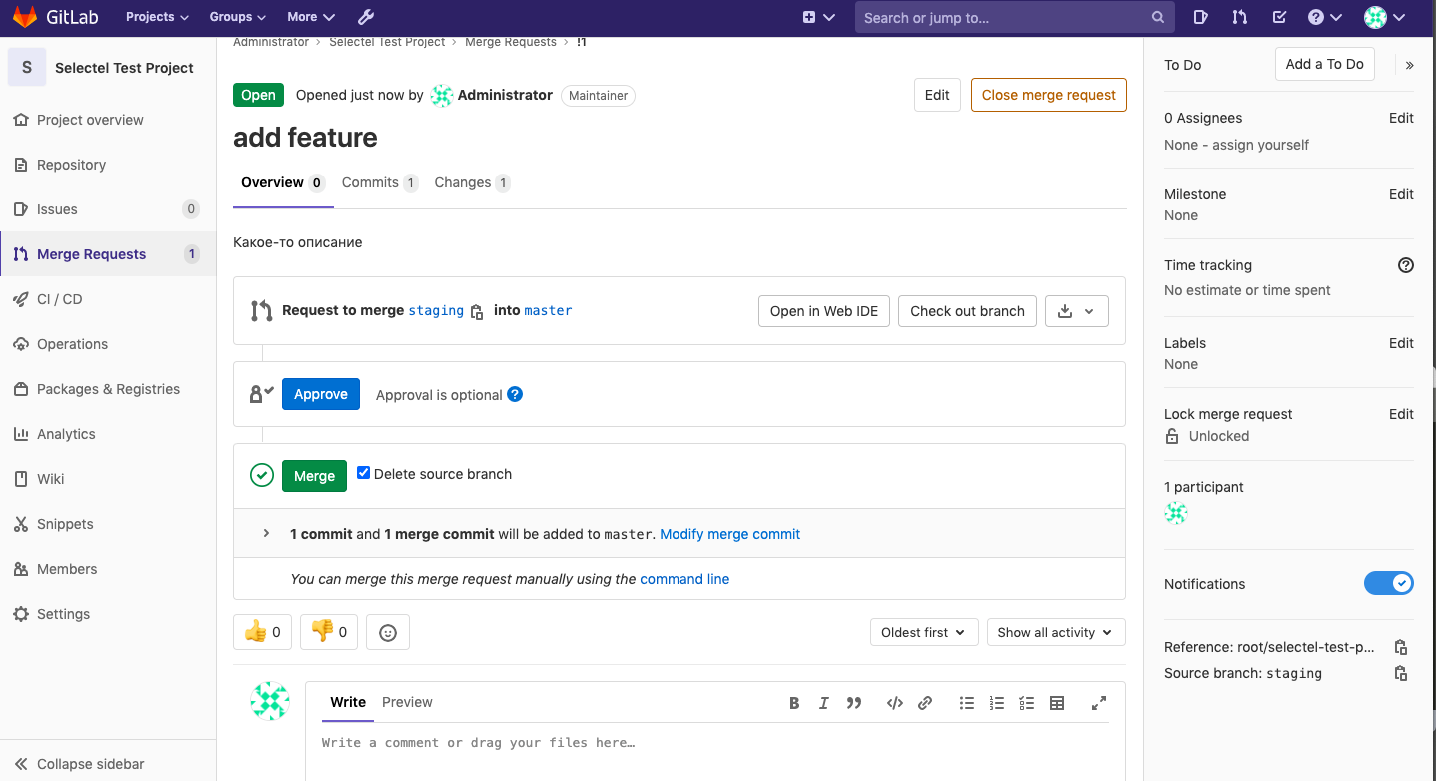 GitLab Projects Groups More Search or jump to...
Administrator > Selectel Test Project > Merge Requests > !1
S Selectel Test Project
Project overview
Repository
Issues 0
Merge Requests 1
CI / CD
Operations
Packages & Registries
Analytics
Wiki
Snippets
Members
Settings
Collapse sidebar
Open Opened just now by Administrator Maintainer Edit Close merge request
add feature
Overview 0 Commits 1 Changes 1
Какое-то описание
Request to merge staging into master Open in Web IDE Check out branch
Approve Approval is optional ?
Merge Delete source branch
1 commit and 1 merge commit will be added to master. Modify merge commit
You can merge this merge request manually using the command line
0 0 Oldest first Show all activity
Write Preview
Write a comment or drag your files here…
To Do Add a To Do »
0 Assignees Edit
None - assign yourself
Milestone Edit
None
Time tracking
No estimate or time spent
Labels Edit
None
Lock merge request Edit
Unlocked
1 participant
Notifications
Reference: root/selectel-test-p...
Source branch: staging